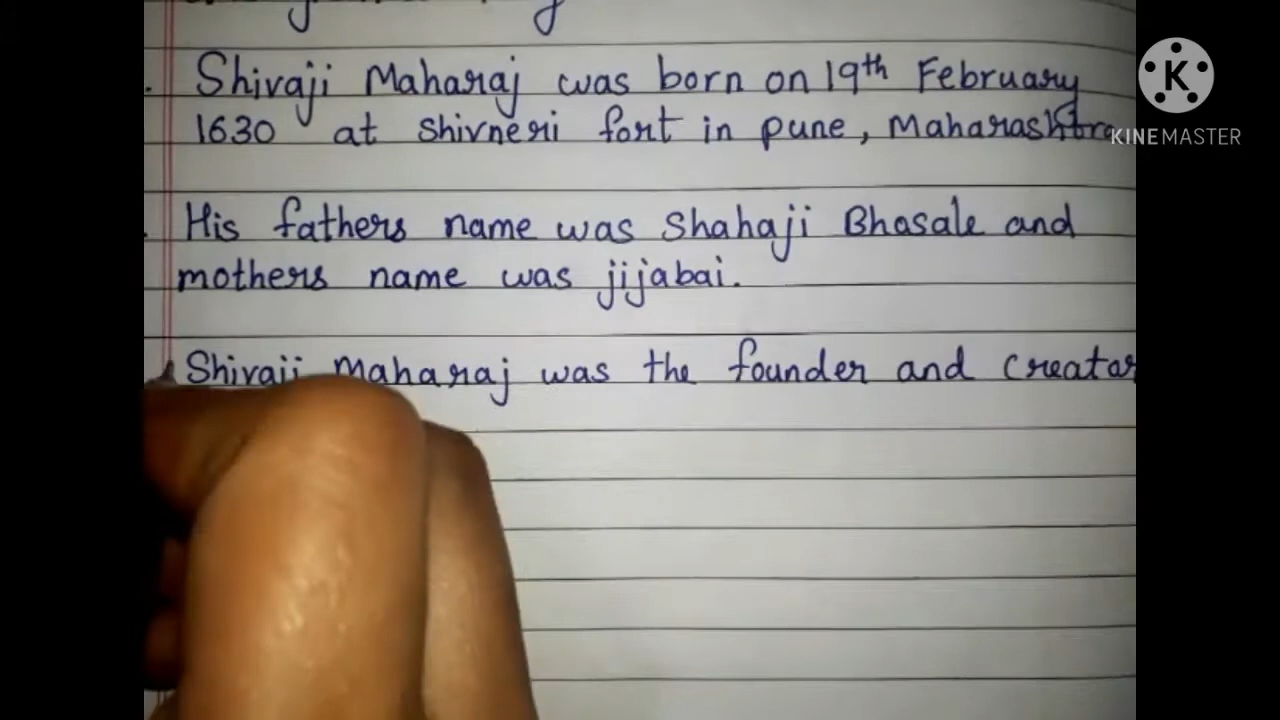 Shivaji Maharaj was born on 19th February
1630 at Shivneri fort in pune, Maharashtra
His fathers name was Shahaji Bhosale and
mothers name was jijabai.
Shivaji Maharaj was the founder and creator
KINEMASTER